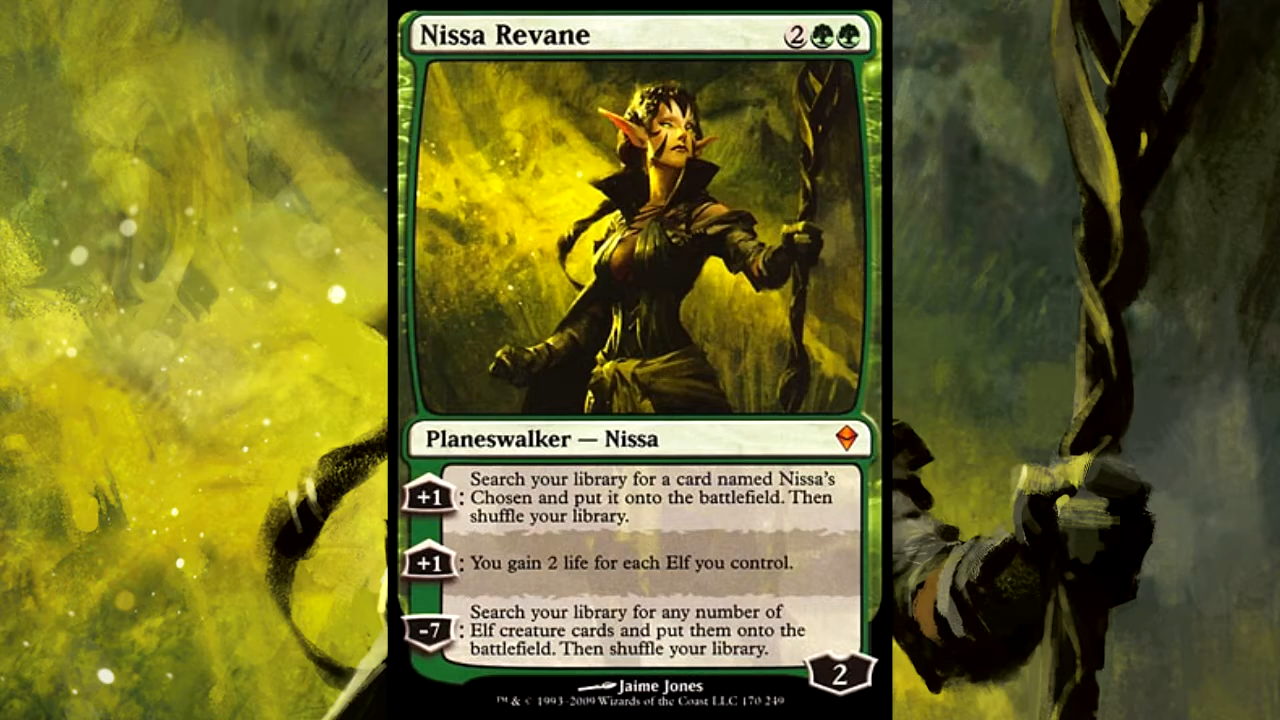 Nissa Revane 2
Planeswalker — Nissa
+1 : Search your library for a card named Nissa's
Chosen and put it onto the battlefield. Then
shuffle your library.
+1 : You gain 2 life for each Elf you control.
-7 : Search your library for any number of
Elf creature cards and put them onto the
battlefield. Then shuffle your library.
2
Jaime Jones
™ & © 1993-2009 Wizards of the Coast LLC 170/249